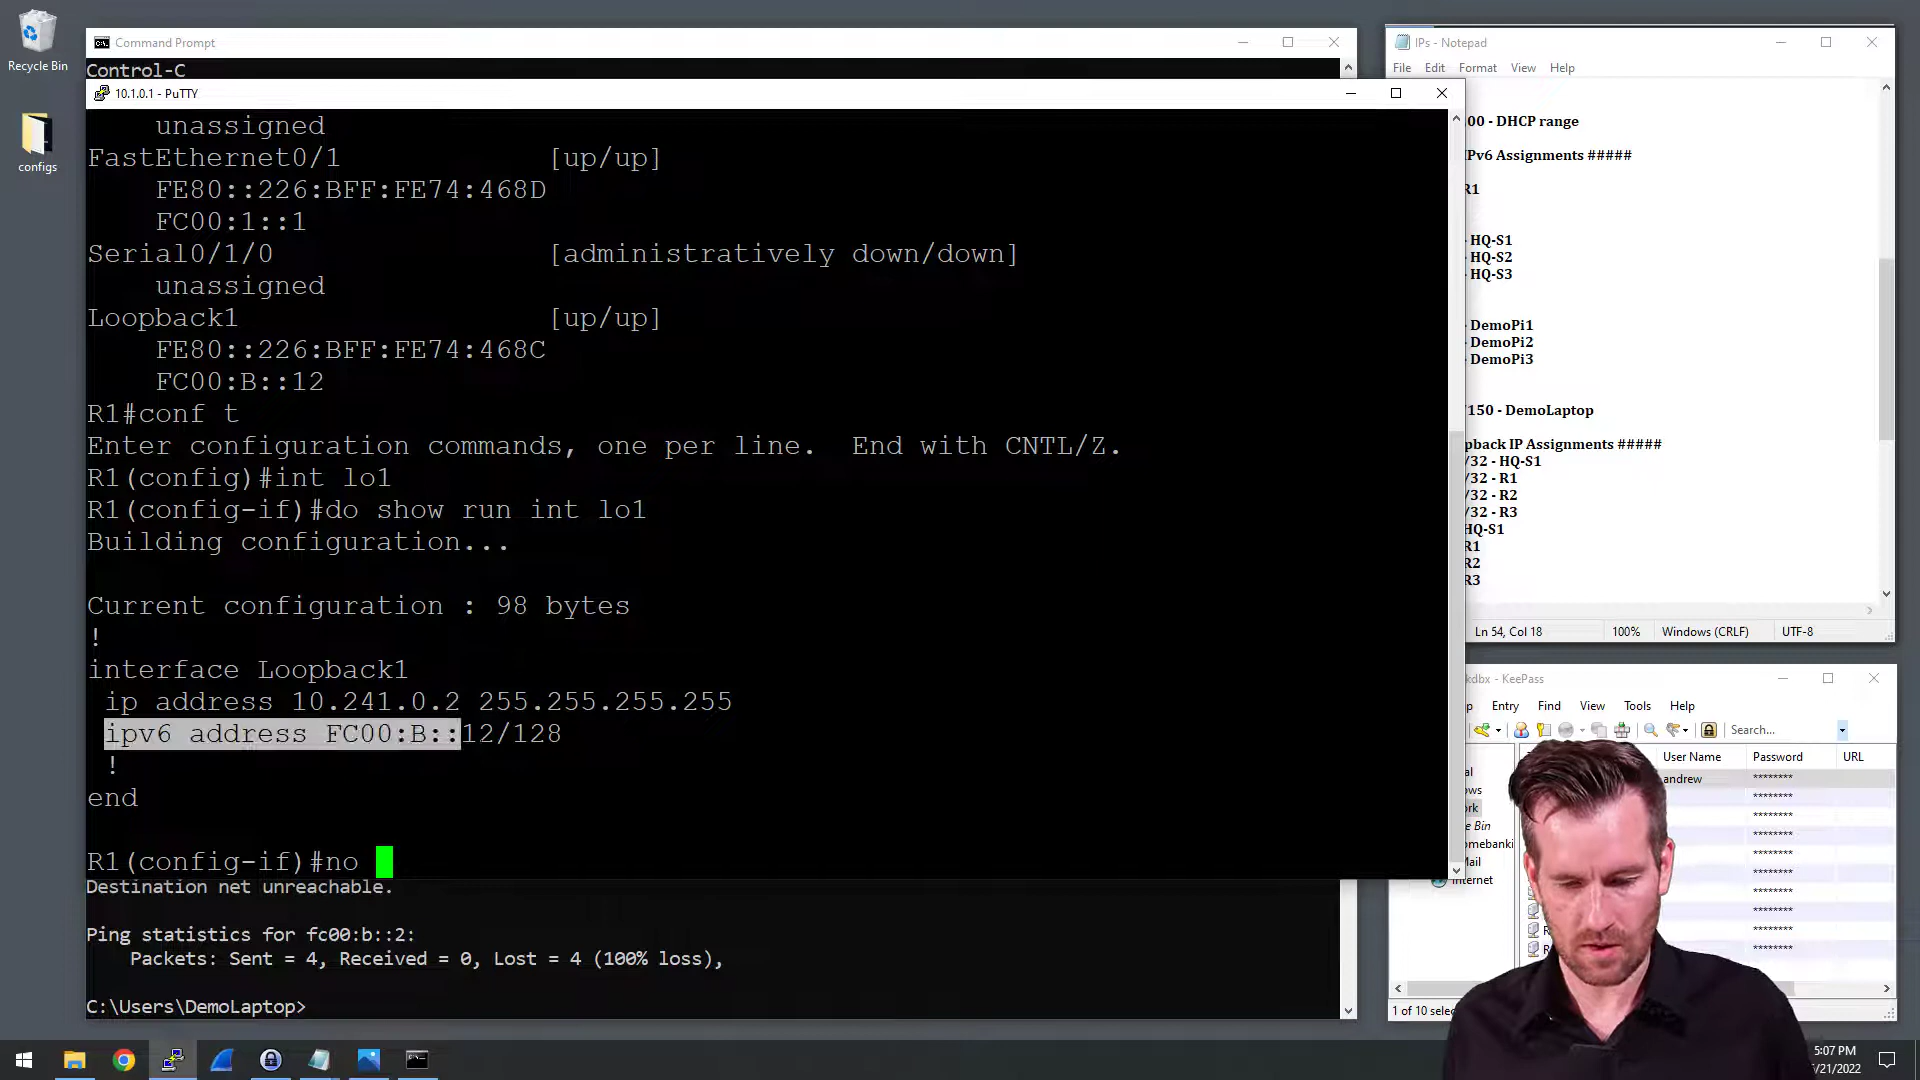 Recycle Bin
configs
Command Prompt
Control-C
10.1.0.1 - PuTTY
unassigned
FastEthernet0/1 [up/up]
FE80::226:BFF:FE74:468D
FC00:1::1
Serial0/1/0 [administratively down/down]
unassigned
Loopback1 [up/up]
FE80::226:BFF:FE74:468C
FC00:B::12
R1#conf t
Enter configuration commands, one per line. End with CNTL/Z.
R1(config)#int lo1
R1(config-if)#do show run int lo1
Building configuration...
Current configuration : 98 bytes
!
interface Loopback1
ip address 10.241.0.2 255.255.255.255
ipv6 address FC00:B::12/128
!
end
R1(config-if)#no
Destination net unreachable.
Ping statistics for fc00:b::2:
Packets: Sent = 4, Received = 0, Lost = 4 (100% loss),
C:\Users\DemoLaptop>
IPs - Notepad
File Edit Format View Help
00 - DHCP range
IPv6 Assignments #####
R1
- HQ-S1
- HQ-S2
- HQ-S3
- DemoPi1
- DemoPi2
- DemoPi3
/150 - DemoLaptop
pback IP Assignments #####
/32 - HQ-S1
/32 - R1
/32 - R2
/32 - R3
HQ-S1
R1
R2
R3
Ln 54, Col 18 100% Windows (CRLF) UTF-8
kdbx - KeePass
Entry Find View Tools Help
Search...
User Name Password URL
andrew ********
********
********
********
********
********
********
********
********
********
al
ows
ork
e Bin
omebanki
Mail
Internet
1 of 10 selec
5:07 PM
/21/2022